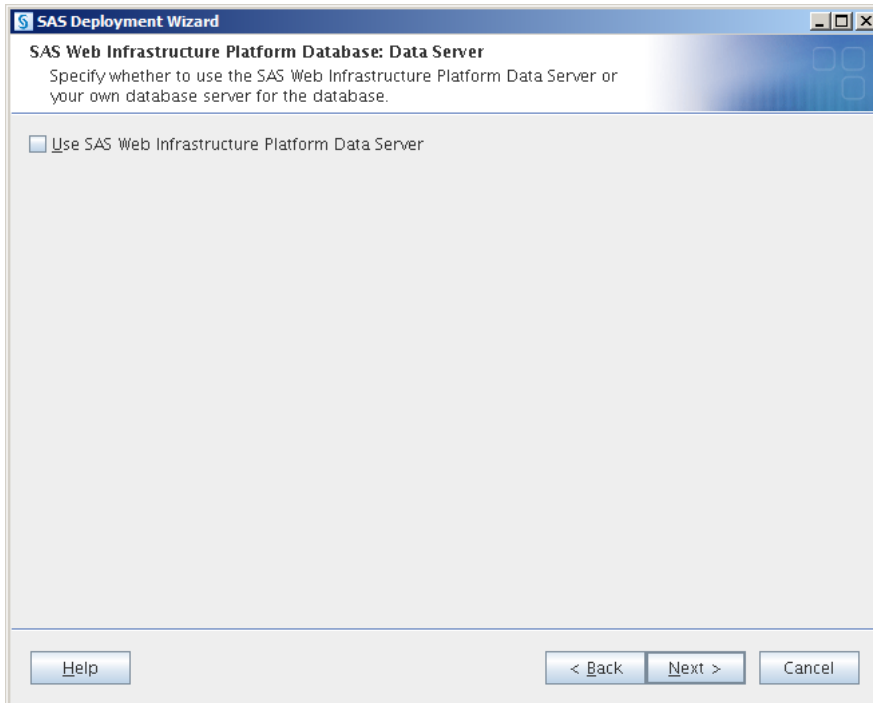 SAS Deployment Wizard
SAS Web Infrastructure Platform Database: Data Server
Specify whether to use the SAS Web Infrastructure Platform Data Server or
your own database server for the database.
Use SAS Web Infrastructure Platform Data Server
Help
< Back
Next >
Cancel